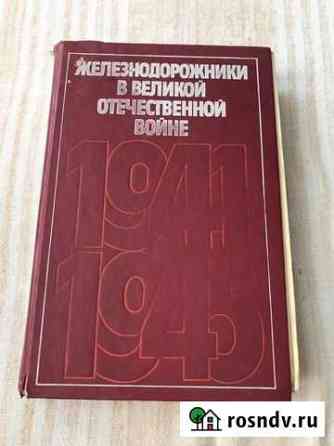 ЖЕЛЕЗНОДОРОЖНИКИ
В ВЕЛИКОЙ
ОТЕЧЕСТВЕННОЙ
ВОЙНЕ
1941
1945
rosndv.ru